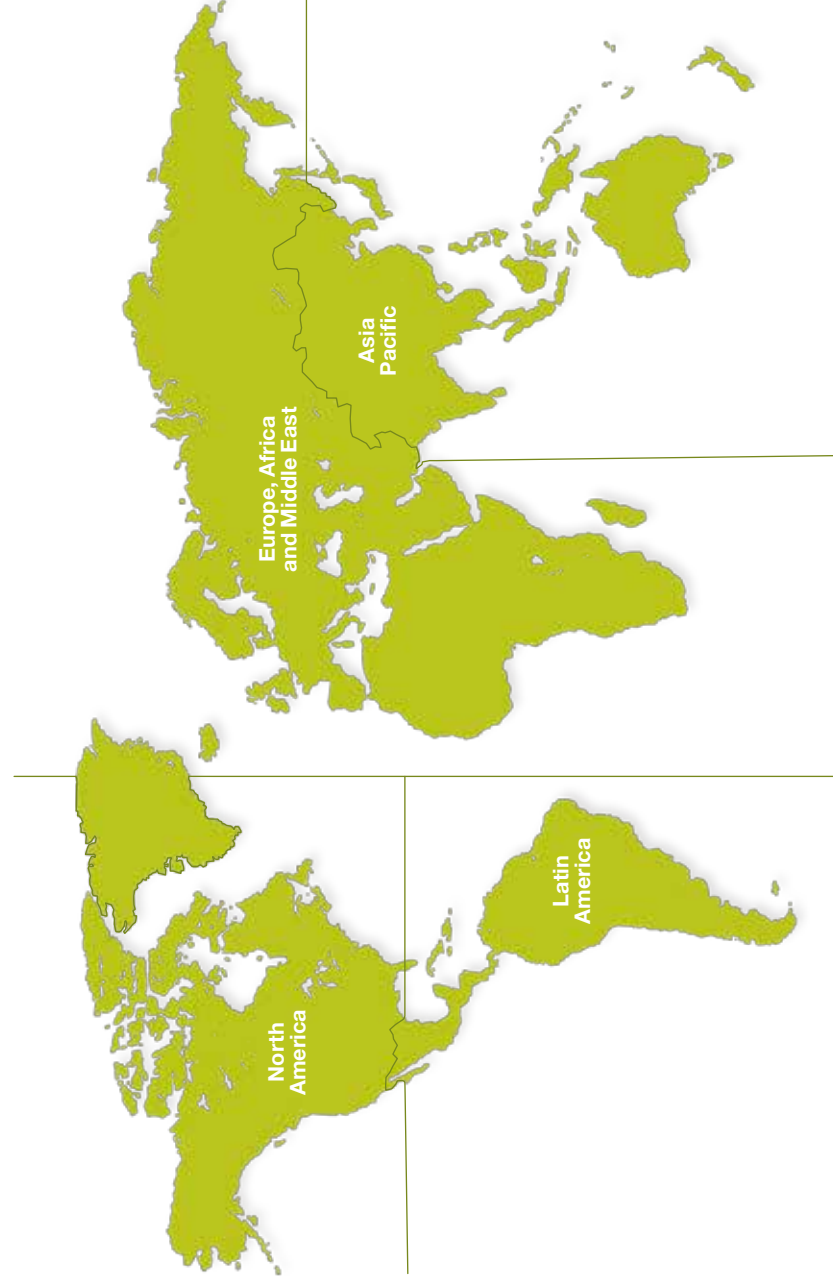 North
America
Latin
America
Europe, Africa
and Middle East
Asia
Pacific